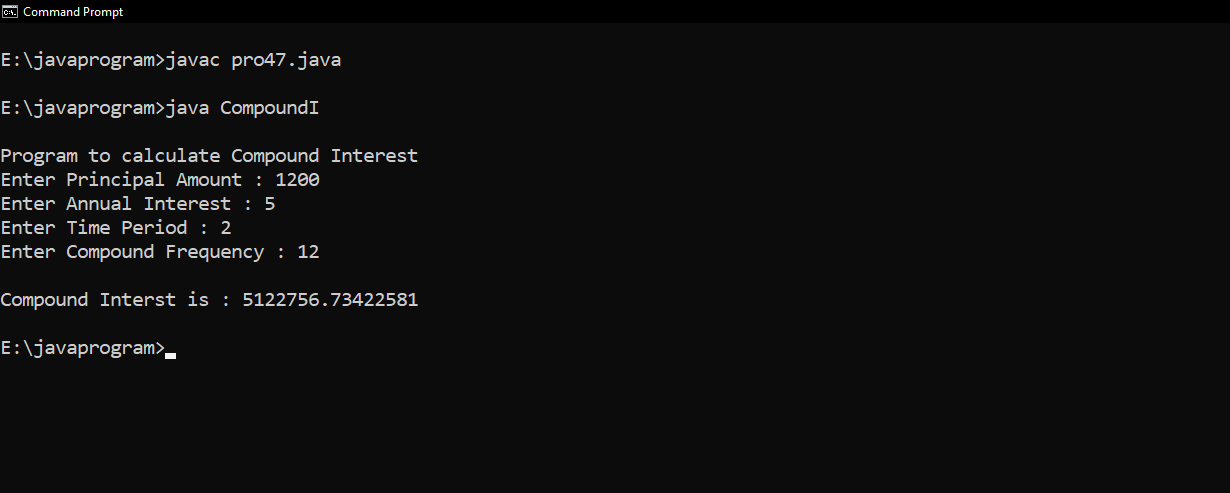 Command Prompt
E:\javaprogram>javac pro47.java
E:\javaprogram>java CompoundI
Program to calculate Compound Interest
Enter Principal Amount : 1200
Enter Annual Interest : 5
Enter Time Period : 2
Enter Compound Frequency : 12
Compound Interst is : 5122756.73422581
E:\javaprogram>